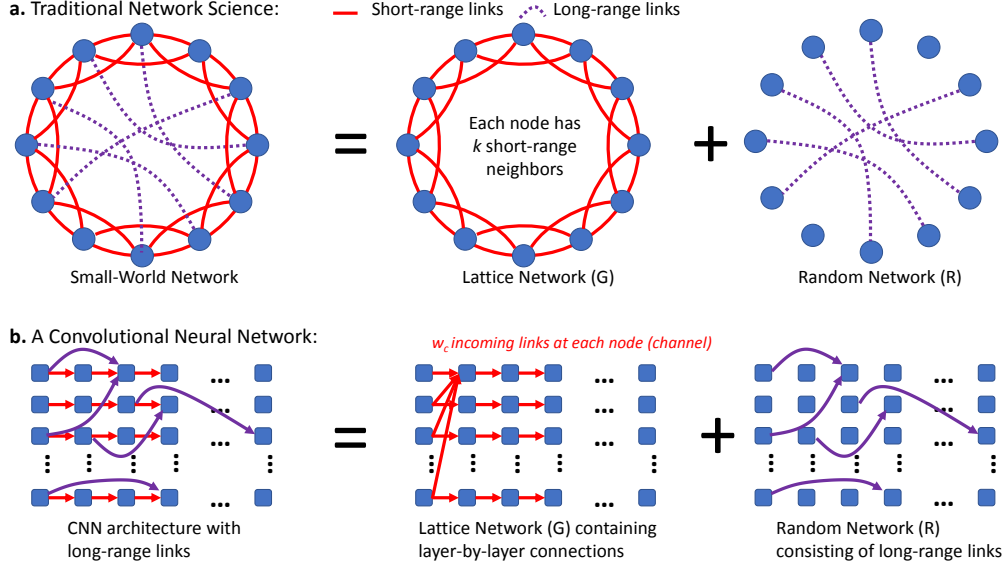 a. Traditional Network Science:
Short-range links
Long-range links
=
Each node has
k short-range
neighbors
+
Small-World Network
Lattice Network (G)
Random Network (R)
b. A Convolutional Neural Network:
w_c incoming links at each node (channel)
...
...
...
...
...
...
=
+
...
...
...
CNN architecture with
long-range links
Lattice Network (G) containing
layer-by-layer connections
Random Network (R)
consisting of long-range links